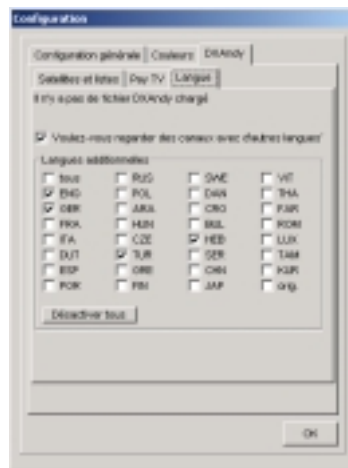 Configuration
Configuration générale Couleurs DXAndy
Satellites et listes Pay TV Langue
Il n'y a pas de fichier DXAndy chargé
Voulez-vous regarder des canaux avec d'autres langues?
Langues additionnelles
tous RUS SWE VIT
ENG POL DAN THA
GER ARA CRO FAR
FRA HUN BUL ROM
ITA CZE HEB LUX
DUT TUR SER TAM
ESP GRE CHN KUR
POR FIN JAP orig.
Désactiver tous
OK